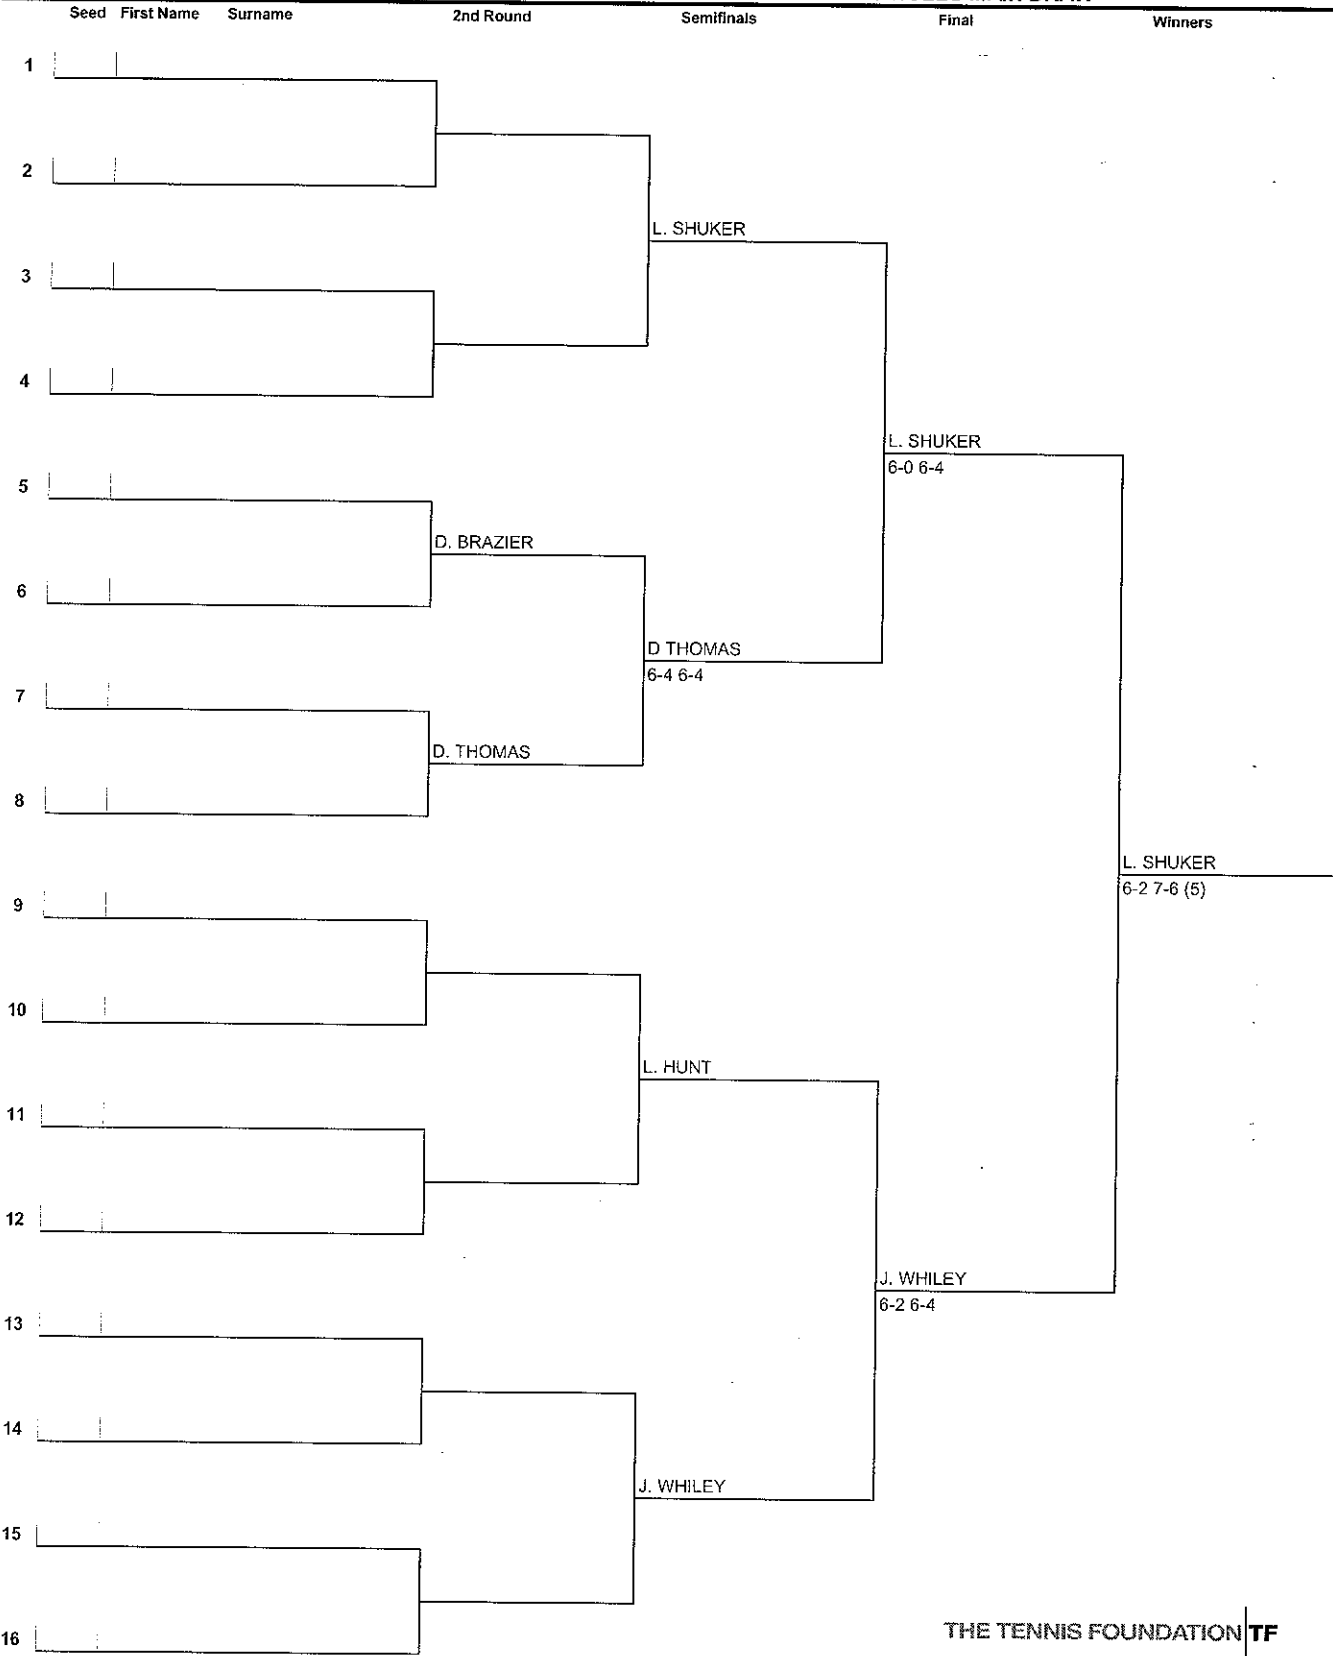 Seed First Name Surname 2nd Round Semifinals Final Winners
1
2
L. SHUKER
3
4
L. SHUKER
6-0 6-4
5
D. BRAZIER
6
D THOMAS
6-4 6-4
7
D. THOMAS
8
L. SHUKER
6-2 7-6 (5)
9
10
L. HUNT
11
12
J. WHILEY
6-2 6-4
13
14
J. WHILEY
15
16
THE TENNIS FOUNDATION TF